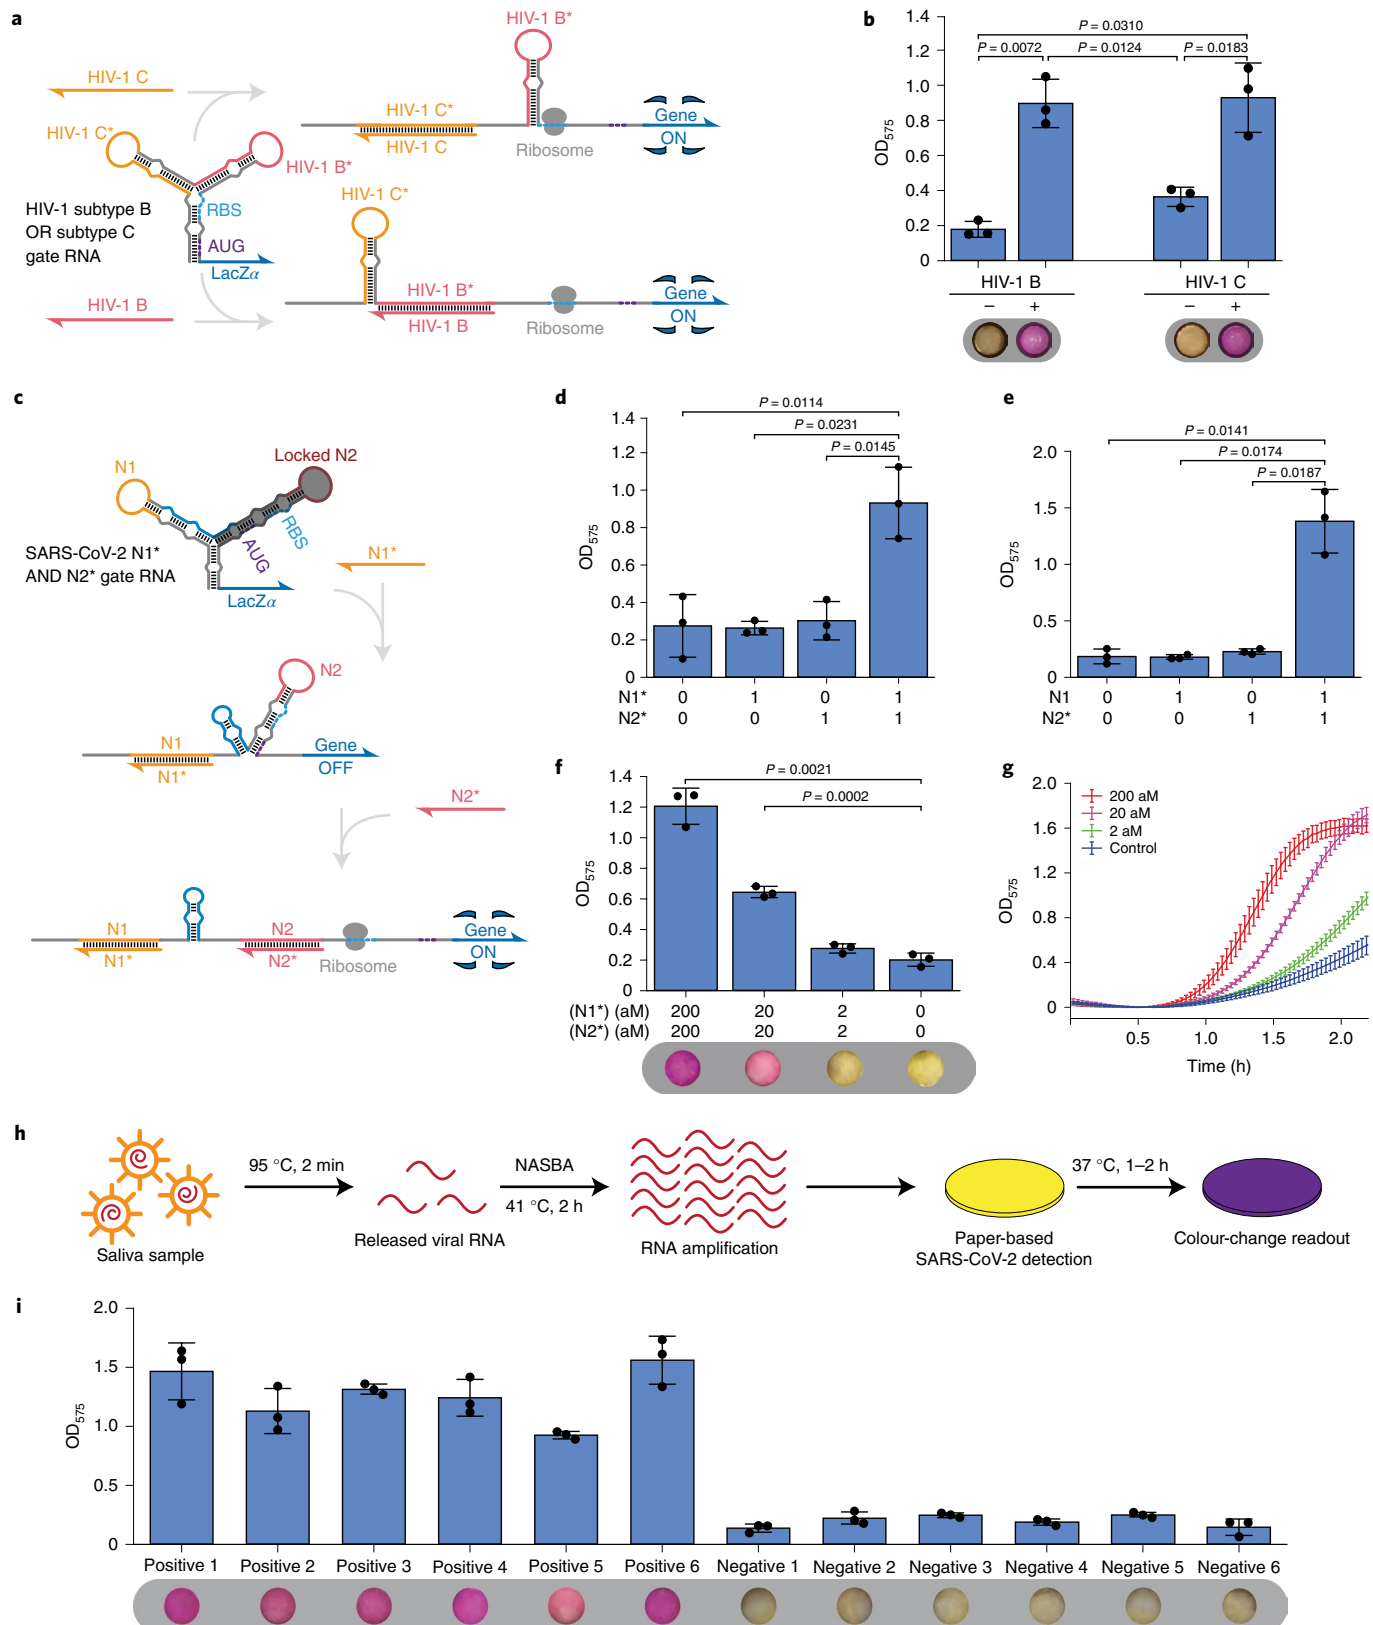 a
HIV-1 C
HIV-1 C*
HIV-1 B*
HIV-1 subtype B
OR subtype C
gate RNA
RBS
AUG
LacZα
HIV-1 B
HIV-1 B*
HIV-1 C*
HIV-1 C
Ribosome
Gene
ON
HIV-1 C*
HIV-1 B*
HIV-1 B
Ribosome
Gene
ON
b
P = 0.0310
P = 0.0072
P = 0.0124
P = 0.0183
OD575
1.4
1.2
1.0
0.8
0.6
0.4
0.2
0
HIV-1 B
HIV-1 C
− + − +
c
N1
Locked N2
RBS
AUG
SARS-CoV-2 N1*
AND N2* gate RNA
LacZα
N1*
N2
N1
N1*
Gene
OFF
N2*
N1
N1*
N2
N2*
Ribosome
Gene
ON
d
P = 0.0114
P = 0.0231
P = 0.0145
OD575
1.4
1.2
1.0
0.8
0.6
0.4
0.2
0
N1* 0 1 0 1
N2* 0 0 1 1
e
P = 0.0141
P = 0.0174
P = 0.0187
OD575
2.0
1.5
1.0
0.5
0
N1 0 1 0 1
N2* 0 0 1 1
f
P = 0.0021
P = 0.0002
OD575
1.4
1.2
1.0
0.8
0.6
0.4
0.2
0
(N1*) (aM) 200 20 2 0
(N2*) (aM) 200 20 2 0
g
200 aM
20 aM
2 aM
Control
OD575
2.0
1.6
1.2
0.8
0.4
0
0.5 1.0 1.5 2.0
Time (h)
h
Saliva sample
95 °C, 2 min
Released viral RNA
NASBA
41 °C, 2 h
RNA amplification
Paper-based
SARS-CoV-2 detection
37 °C, 1–2 h
Colour-change readout
i
OD575
2.0
1.5
1.0
0.5
0
Positive 1 Positive 2 Positive 3 Positive 4 Positive 5 Positive 6 Negative 1 Negative 2 Negative 3 Negative 4 Negative 5 Negative 6